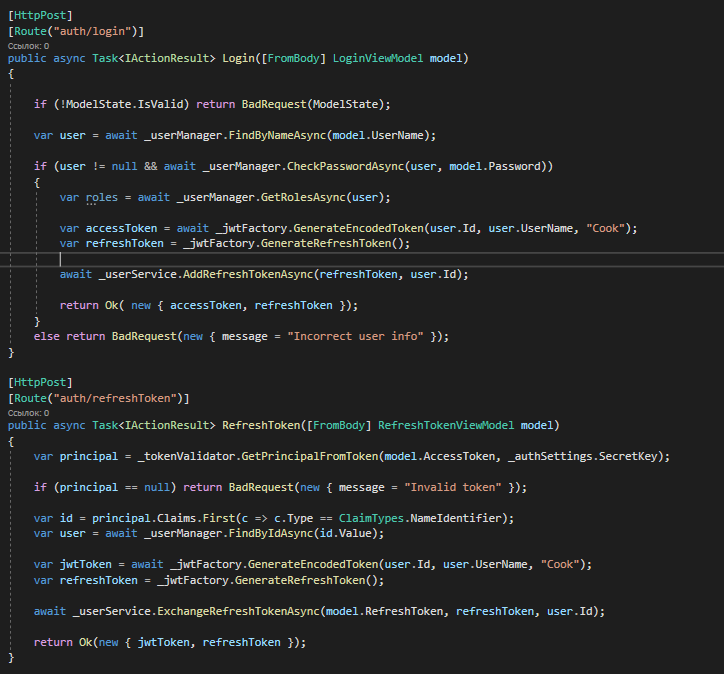 [HttpPost]
[Route("auth/login")]
Ссылок: 0
public async Task<IActionResult> Login([FromBody] LoginViewModel model)
{
if (!ModelState.IsValid) return BadRequest(ModelState);
var user = await _userManager.FindByNameAsync(model.UserName);
if (user != null && await _userManager.CheckPasswordAsync(user, model.Password))
{
var roles = await _userManager.GetRolesAsync(user);
var accessToken = await _jwtFactory.GenerateEncodedToken(user.Id, user.UserName, "Cook");
var refreshToken = _jwtFactory.GenerateRefreshToken();
await _userService.AddRefreshTokenAsync(refreshToken, user.Id);
return Ok( new { accessToken, refreshToken });
}
else return BadRequest(new { message = "Incorrect user info" });
}
[HttpPost]
[Route("auth/refreshToken")]
Ссылок: 0
public async Task<IActionResult> RefreshToken([FromBody] RefreshTokenViewModel model)
{
var principal = _tokenValidator.GetPrincipalFromToken(model.AccessToken, _authSettings.SecretKey);
if (principal == null) return BadRequest(new { message = "Invalid token" });
var id = principal.Claims.First(c => c.Type == ClaimTypes.NameIdentifier);
var user = await _userManager.FindByIdAsync(id.Value);
var jwtToken = await _jwtFactory.GenerateEncodedToken(user.Id, user.UserName, "Cook");
var refreshToken = _jwtFactory.GenerateRefreshToken();
await _userService.ExchangeRefreshTokenAsync(model.RefreshToken, refreshToken, user.Id);
return Ok(new { jwtToken, refreshToken });
}